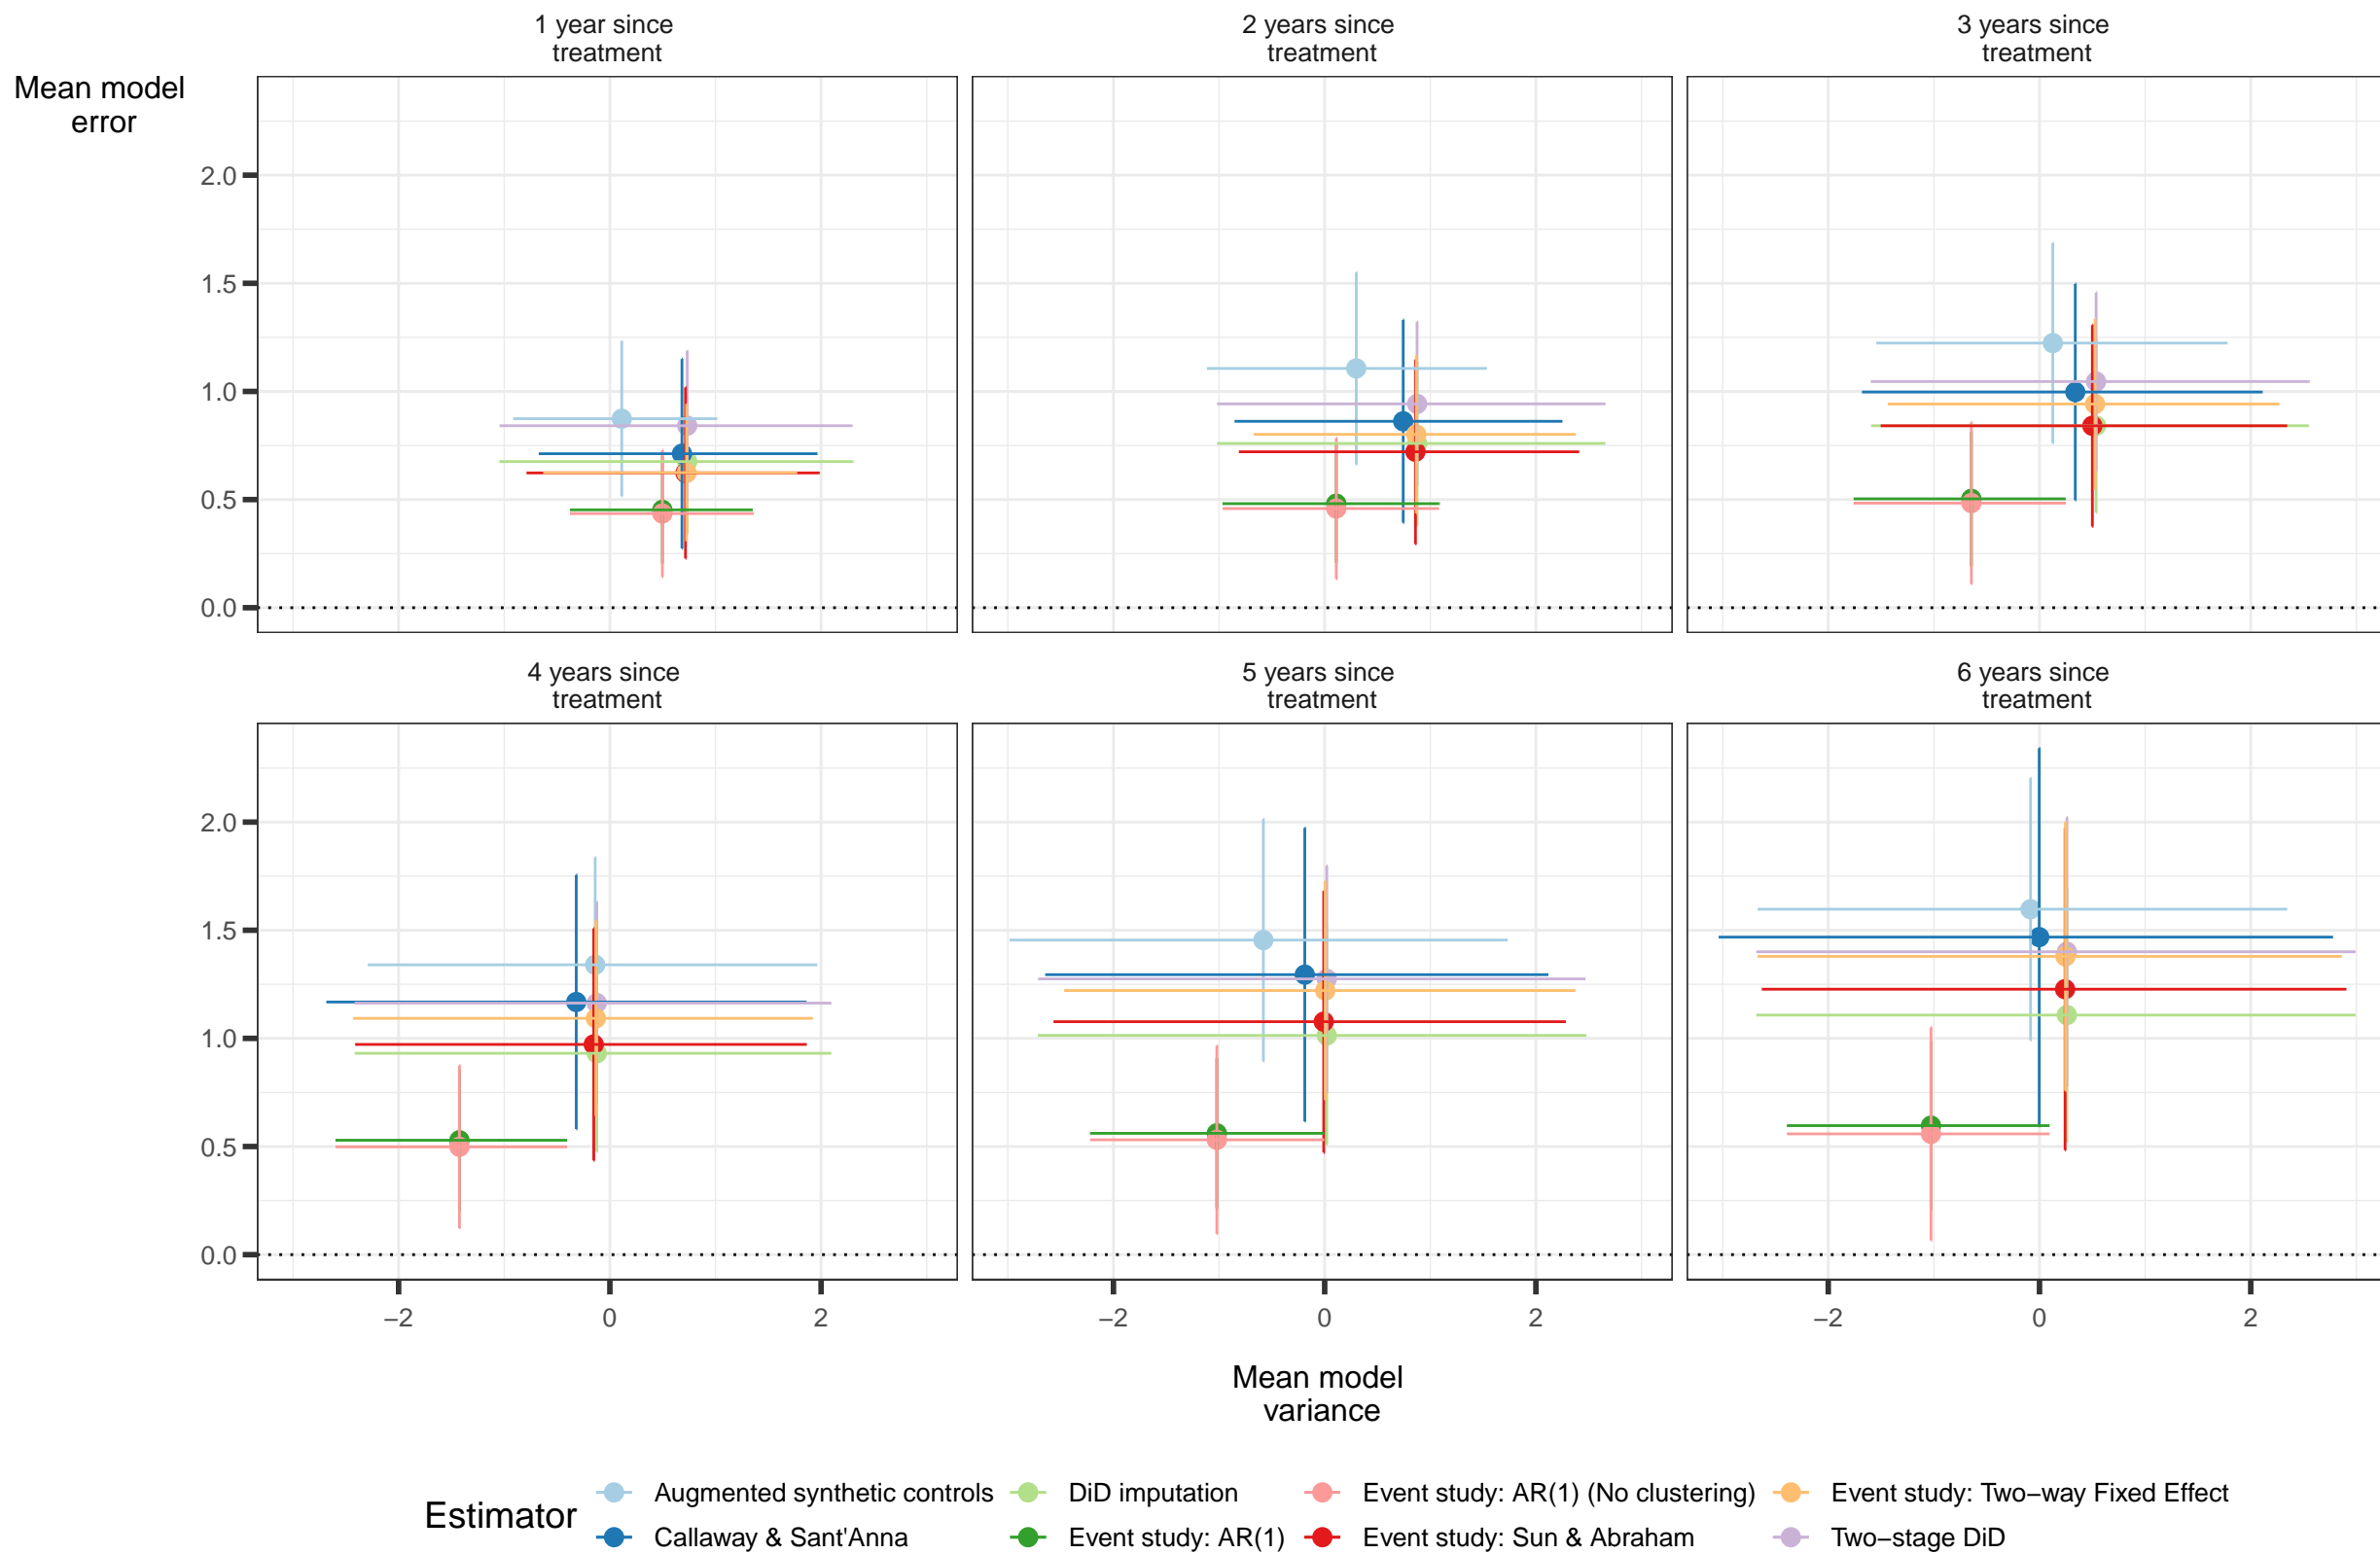 1 year since
treatment
2 years since
treatment
3 years since
treatment
Mean model
error
2.0
1.5
1.0
0.5
0.0
4 years since
treatment
5 years since
treatment
6 years since
treatment
2.0
1.5
1.0
0.5
0.0
−2 0 2 −2 0 2 −2 0 2
Mean model
variance
Estimator
Augmented synthetic controls DiD imputation Event study: AR(1) (No clustering) Event study: Two−way Fixed Effect
Callaway & Sant'Anna Event study: AR(1) Event study: Sun & Abraham Two−stage DiD